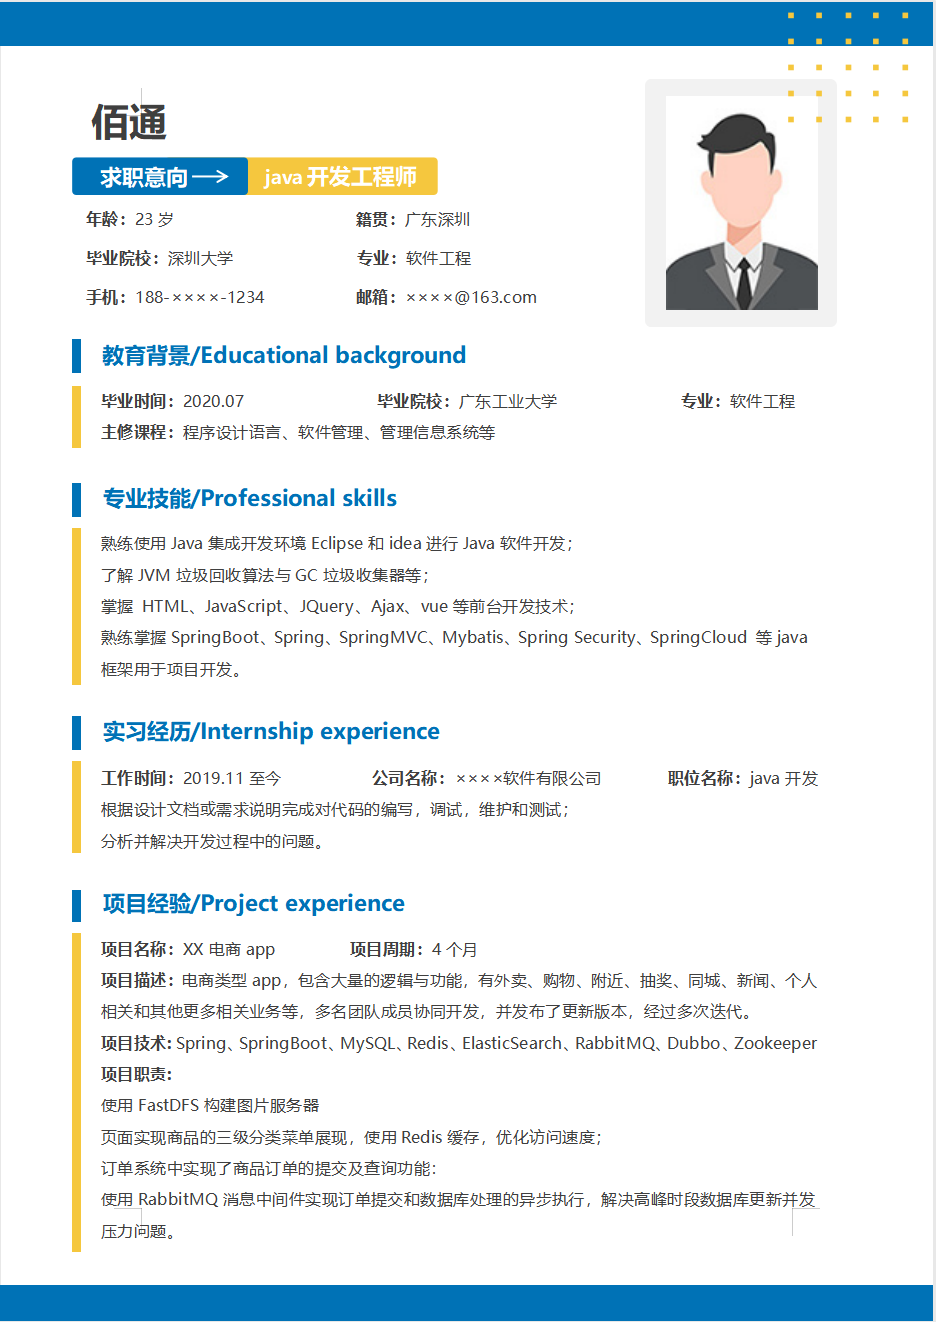 佰通
求职意向 java 开发工程师
年龄：23 岁 籍贯：广东深圳
毕业院校：深圳大学 专业：软件工程
手机：188-××××-1234 邮箱：××××@163.com
教育背景/Educational background
毕业时间：2020.07 毕业院校：广东工业大学 专业：软件工程
主修课程：程序设计语言、软件管理、管理信息系统等
专业技能/Professional skills
熟练使用 Java 集成开发环境 Eclipse 和 idea 进行 Java 软件开发；
了解 JVM 垃圾回收算法与 GC 垃圾收集器等；
掌握 HTML、JavaScript、JQuery、Ajax、vue 等前台开发技术；
熟练掌握 SpringBoot、Spring、SpringMVC、Mybatis、Spring Security、SpringCloud 等 java
框架用于项目开发。
实习经历/Internship experience
工作时间：2019.11 至今 公司名称：××××软件有限公司 职位名称：java 开发
根据设计文档或需求说明完成对代码的编写，调试，维护和测试；
分析并解决开发过程中的问题。
项目经验/Project experience
项目名称：XX 电商 app 项目周期：4 个月
项目描述：电商类型 app，包含大量的逻辑与功能，有外卖、购物、附近、抽奖、同城、新闻、个人
相关和其他更多相关业务等，多名团队成员协同开发，并发布了更新版本，经过多次迭代。
项目技术：Spring、SpringBoot、MySQL、Redis、ElasticSearch、RabbitMQ、Dubbo、Zookeeper
项目职责：
使用 FastDFS 构建图片服务器
页面实现商品的三级分类菜单展现，使用 Redis 缓存，优化访问速度；
订单系统中实现了商品订单的提交及查询功能：
使用 RabbitMQ 消息中间件实现订单提交和数据库处理的异步执行，解决高峰时段数据库更新并发
压力问题。